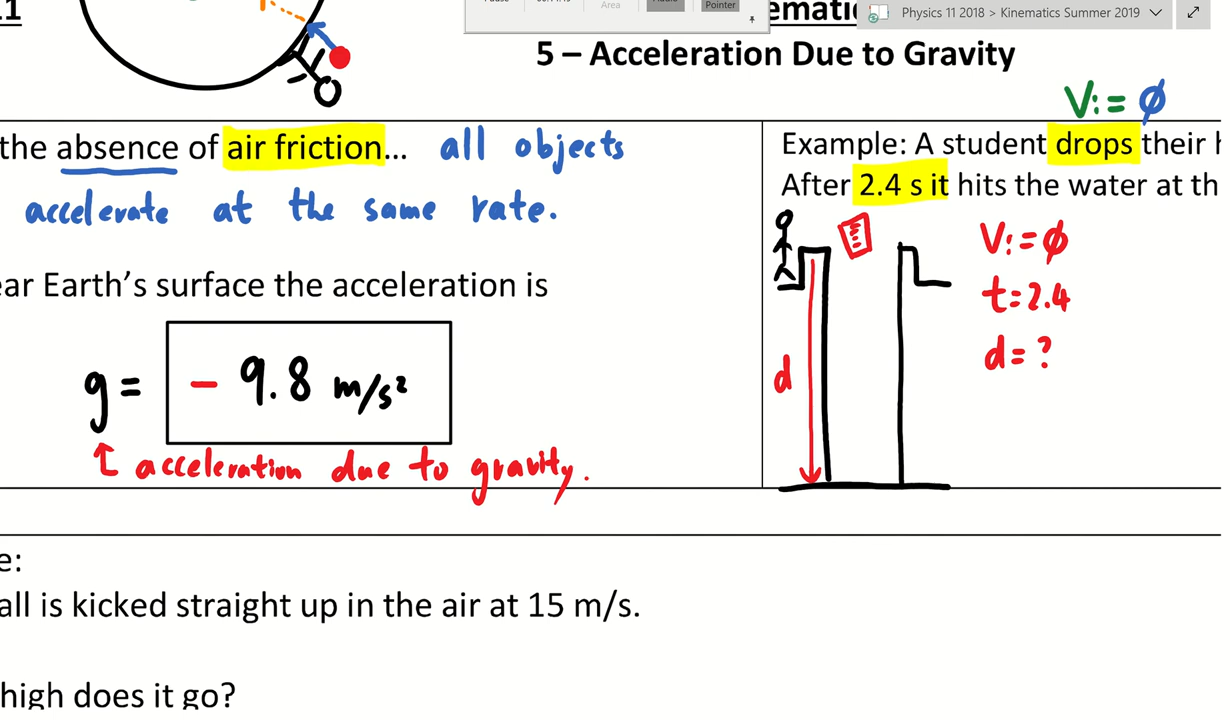 Pointer
Physics 11 2018 > Kinematics Summer 2019
5 – Acceleration Due to Gravity
Vi = ϕ
the absence of air friction... all objects
accelerate at the same rate.
ear Earth's surface the acceleration is
g = - 9.8 m/s²
↑ acceleration due to gravity.
Example: A student drops their
After 2.4 s it hits the water at th
Vi = ϕ
t = 2.4
d = ?
d
e:
all is kicked straight up in the air at 15 m/s.
high does it go?